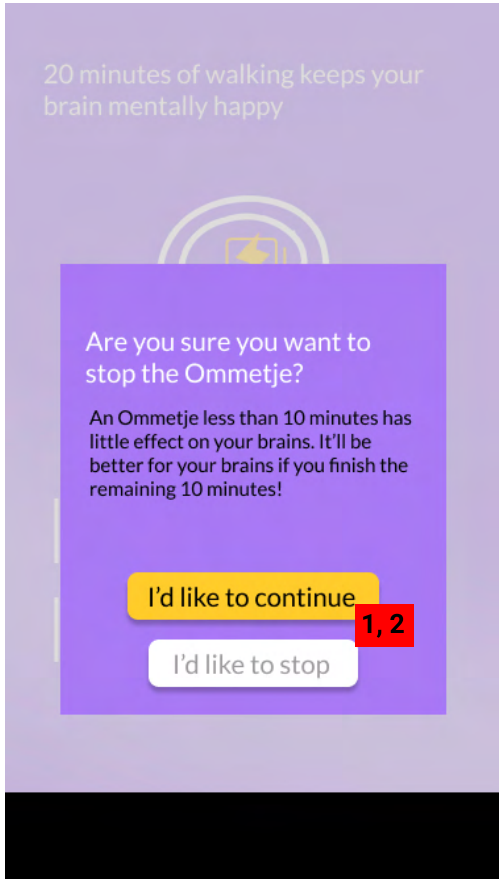 20 minutes of walking keeps your
brain mentally happy
Are you sure you want to
stop the Ommetje?
An Ommetje less than 10 minutes has
little effect on your brains. It'll be
better for your brains if you finish the
remaining 10 minutes!
I'd like to continue
1, 2
I'd like to stop